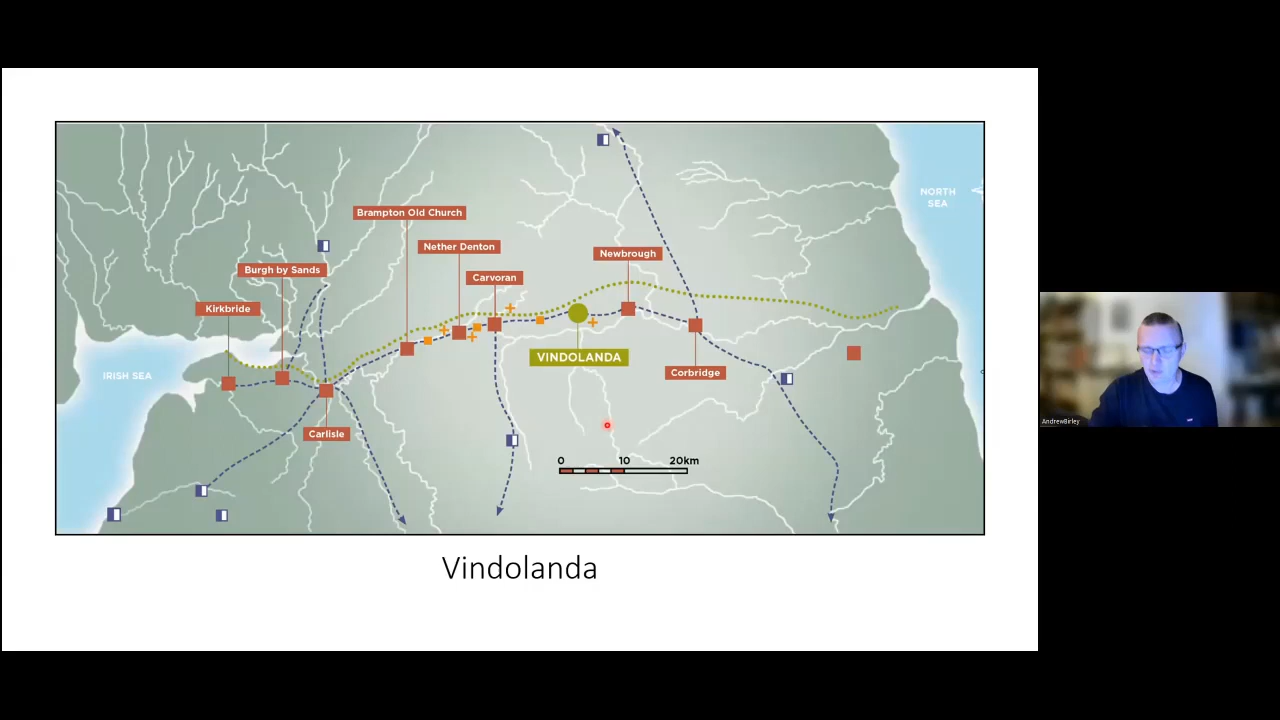 NORTH
SEA
Brampton Old Church
Nether Denton
Newbrough
Burgh by Sands
Carvoran
Kirkbride
VINDOLANDA
IRISH SEA
Corbridge
Carlisle
0 10 20km
Vindolanda
AndrewBirley